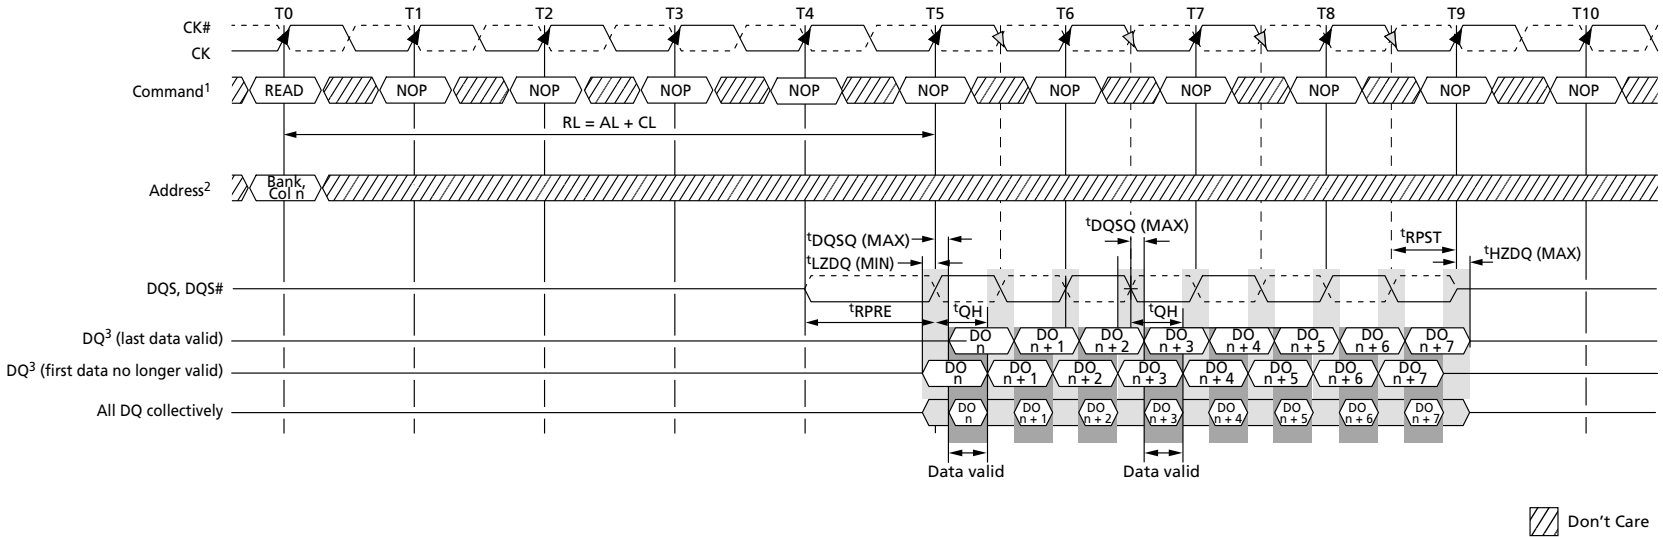 T0 T1 T2 T3 T4 T5 T6 T7 T8 T9 T10
CK#
CK
Command1 READ NOP NOP NOP NOP NOP NOP NOP NOP NOP NOP
RL = AL + CL
Address2 Bank,
Col n
tDQSQ (MAX) tDQSQ (MAX) tRPST
tLZDQ (MIN) tHZDQ (MAX)
DQS, DQS#
tRPRE tQH tQH
DQ3 (last data valid) DO n DO n + 1 DO n + 2 DO n + 3 DO n + 4 DO n + 5 DO n + 6 DO n + 7
DQ3 (first data no longer valid) DO n DO n + 1 DO n + 2 DO n + 3 DO n + 4 DO n + 5 DO n + 6 DO n + 7
All DQ collectively DO n DO n + 1 DO n + 2 DO n + 3 DO n + 4 DO n + 5 DO n + 6 DO n + 7
Data valid Data valid
Don't Care